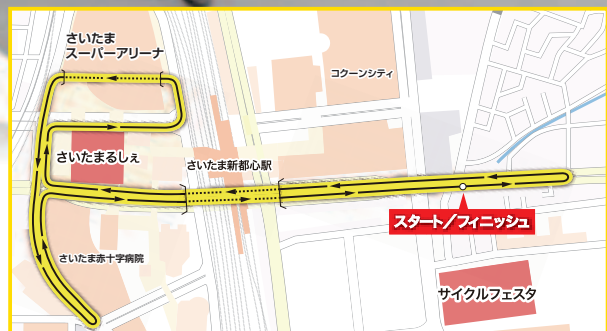 さいたま
スーパーアリーナ
コクーンシティ
さいたまるしぇ
さいたま新都心駅
スタート／フィニッシュ
さいたま赤十字病院
サイクルフェスタ